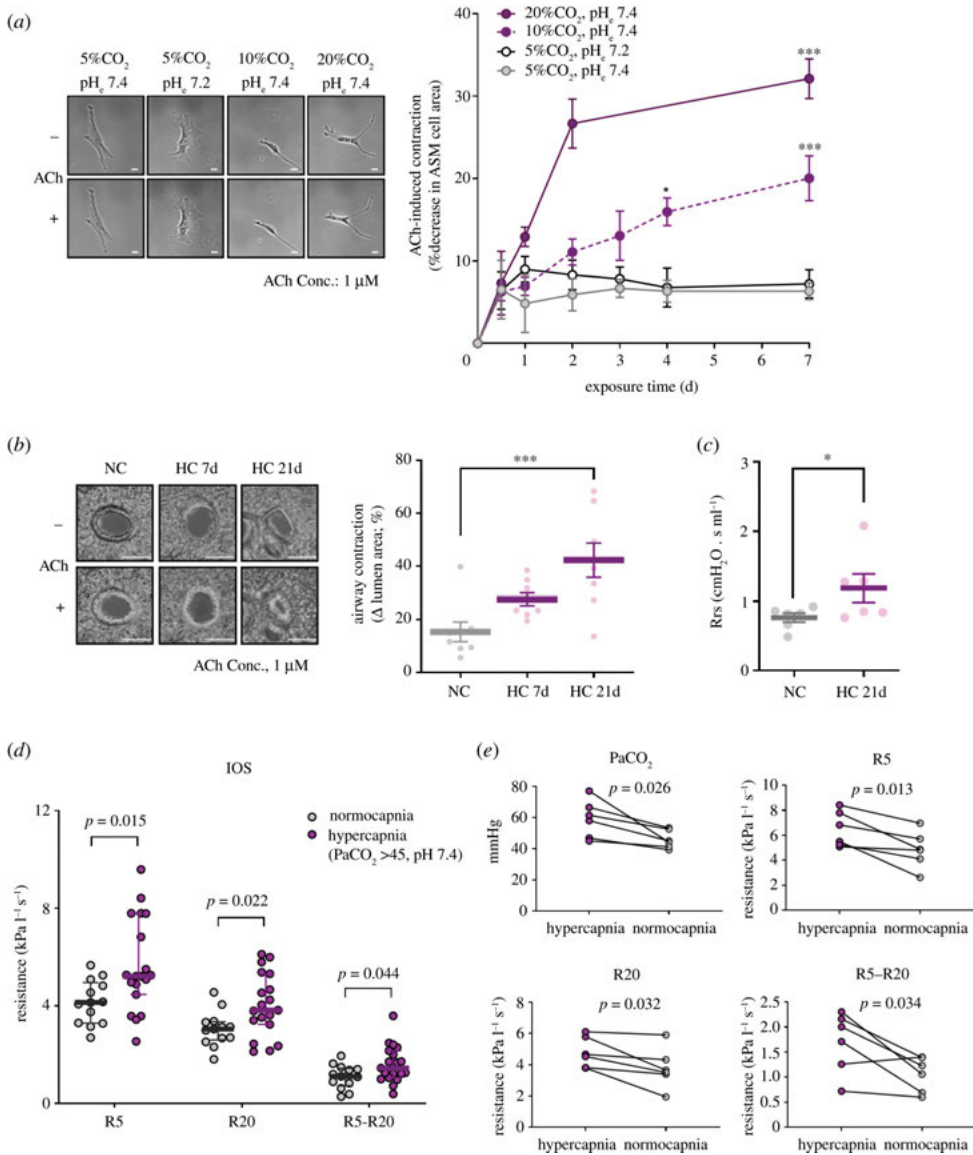 (a)
5%CO2 5%CO2 10%CO2 20%CO2
pHe 7.4 pHe 7.2 pHe 7.4 pHe 7.4
–
ACh
+
ACh Conc.: 1 µM
20%CO2, pHe 7.4
10%CO2, pHe 7.4
5%CO2, pHe 7.2
5%CO2, pHe 7.4
ACh-induced contraction
(%decrease in ASM cell area)
40
30
20
10
***
***
*
0 1 2 3 4 5 6 7
exposure time (d)
(b)
NC HC 7d HC 21d
–
ACh
+
ACh Conc., 1 µM
airway contraction
(Δ lumen area; %)
80
60
40
20
0
***
NC HC 7d HC 21d
(c)
Rrs (cmH2O . s ml−1)
3
2
1
0
*
NC HC 21d
(d)
IOS
resistance (kPa l−1 s−1)
12
8
4
0
p = 0.015
p = 0.022
p = 0.044
normocapnia
hypercapnia
(PaCO2 >45, pH 7.4)
R5 R20 R5-R20
(e)
PaCO2
mmHg
80
60
40
20
0
p = 0.026
hypercapnia normocapnia
R5
resistance (kPa l−1 s−1)
10
8
6
4
2
0
p = 0.013
hypercapnia normocapnia
R20
resistance (kPa l−1 s−1)
8
6
4
2
0
p = 0.032
hypercapnia normocapnia
R5–R20
resistance (kPa l−1 s−1)
2.5
2.0
1.5
1.0
0.5
0
p = 0.034
hypercapnia normocapnia